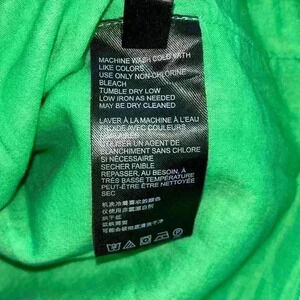 MACHINE WASH COLD WITH
LIKE COLORS
USE ONLY NON-CHLORINE
BLEACH
TUMBLE DRY LOW
LOW IRON AS NEEDED
MAY BE DRY CLEANED
LAVER À LA MACHINE À L'EAU
FROIDE AVEC COULEURS
SIMILAIRES
UTILISER UN AGENT DE
BLANCHIMENT SANS CHLORE
SI NÉCESSAIRE
SECHER FAIBLE
REPASSER, AU BESOIN, À
TRÈS BASSE TEMPÉRATURE
PEUT-ÊTRE ÊTRE NETTOYÉE
SEC